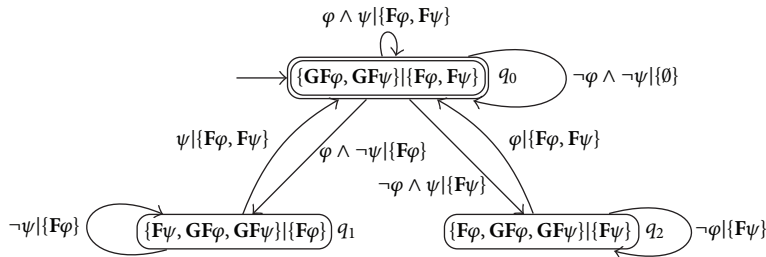 φ ∧ ψ|{Fφ, Fψ}
{GFφ, GFψ}|{Fφ, Fψ} q₀
¬φ ∧ ¬ψ|{∅}
ψ|{Fφ, Fψ}
φ ∧ ¬ψ|{Fφ}
φ|{Fφ, Fψ}
¬φ ∧ ψ|{Fψ}
¬ψ|{Fφ}
{Fψ, GFφ, GFψ}|{Fφ} q₁
{Fφ, GFφ, GFψ}|{Fψ} q₂
¬φ|{Fψ}